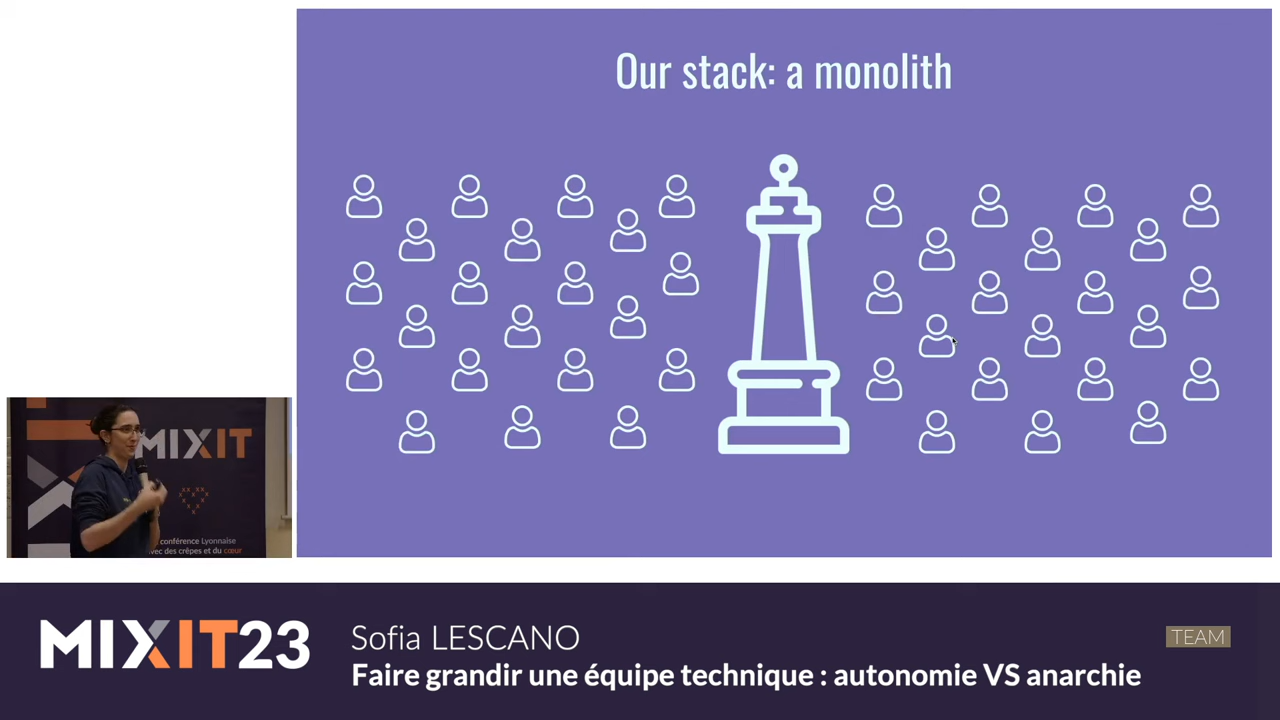 Our stack: a monolith
MIXIT
conférence Lyonnaise
avec des crêpes et du cœur
MIXIT23
Sofia LESCANO
TEAM
Faire grandir une équipe technique : autonomie VS anarchie